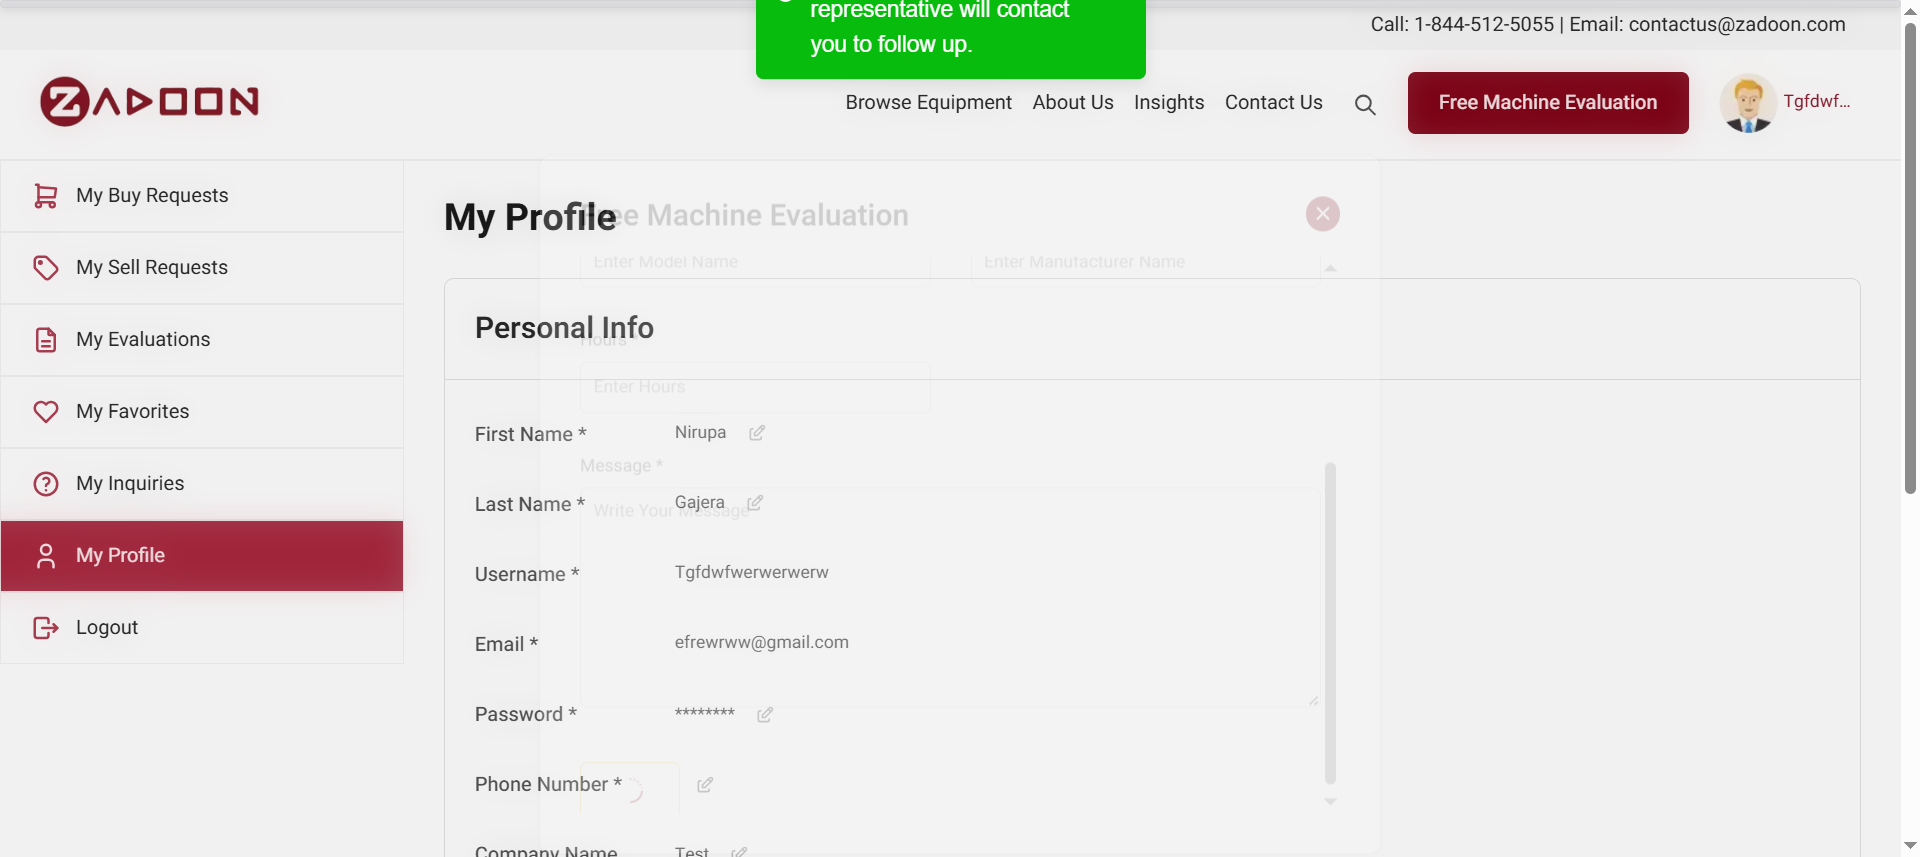 representative will contact
you to follow up.
Call: 1-844-512-5055 | Email: contactus@zadoon.com
ZADOON
Browse Equipment
About Us
Insights
Contact Us
Free Machine Evaluation
Tgfdwf...
My Buy Requests
My Sell Requests
My Evaluations
My Favorites
My Inquiries
My Profile
Logout
My Profile
Free Machine Evaluation
Enter Model Name
Enter Manufacturer Name
Personal Info
Hours *
Enter Hours
First Name *
Nirupa
Message *
Last Name *
Gajera
Write Your Message
Username *
Tgfdwfwerwerwerw
Email *
efrewrww@gmail.com
Password *
********
Phone Number *
Company Name
Test